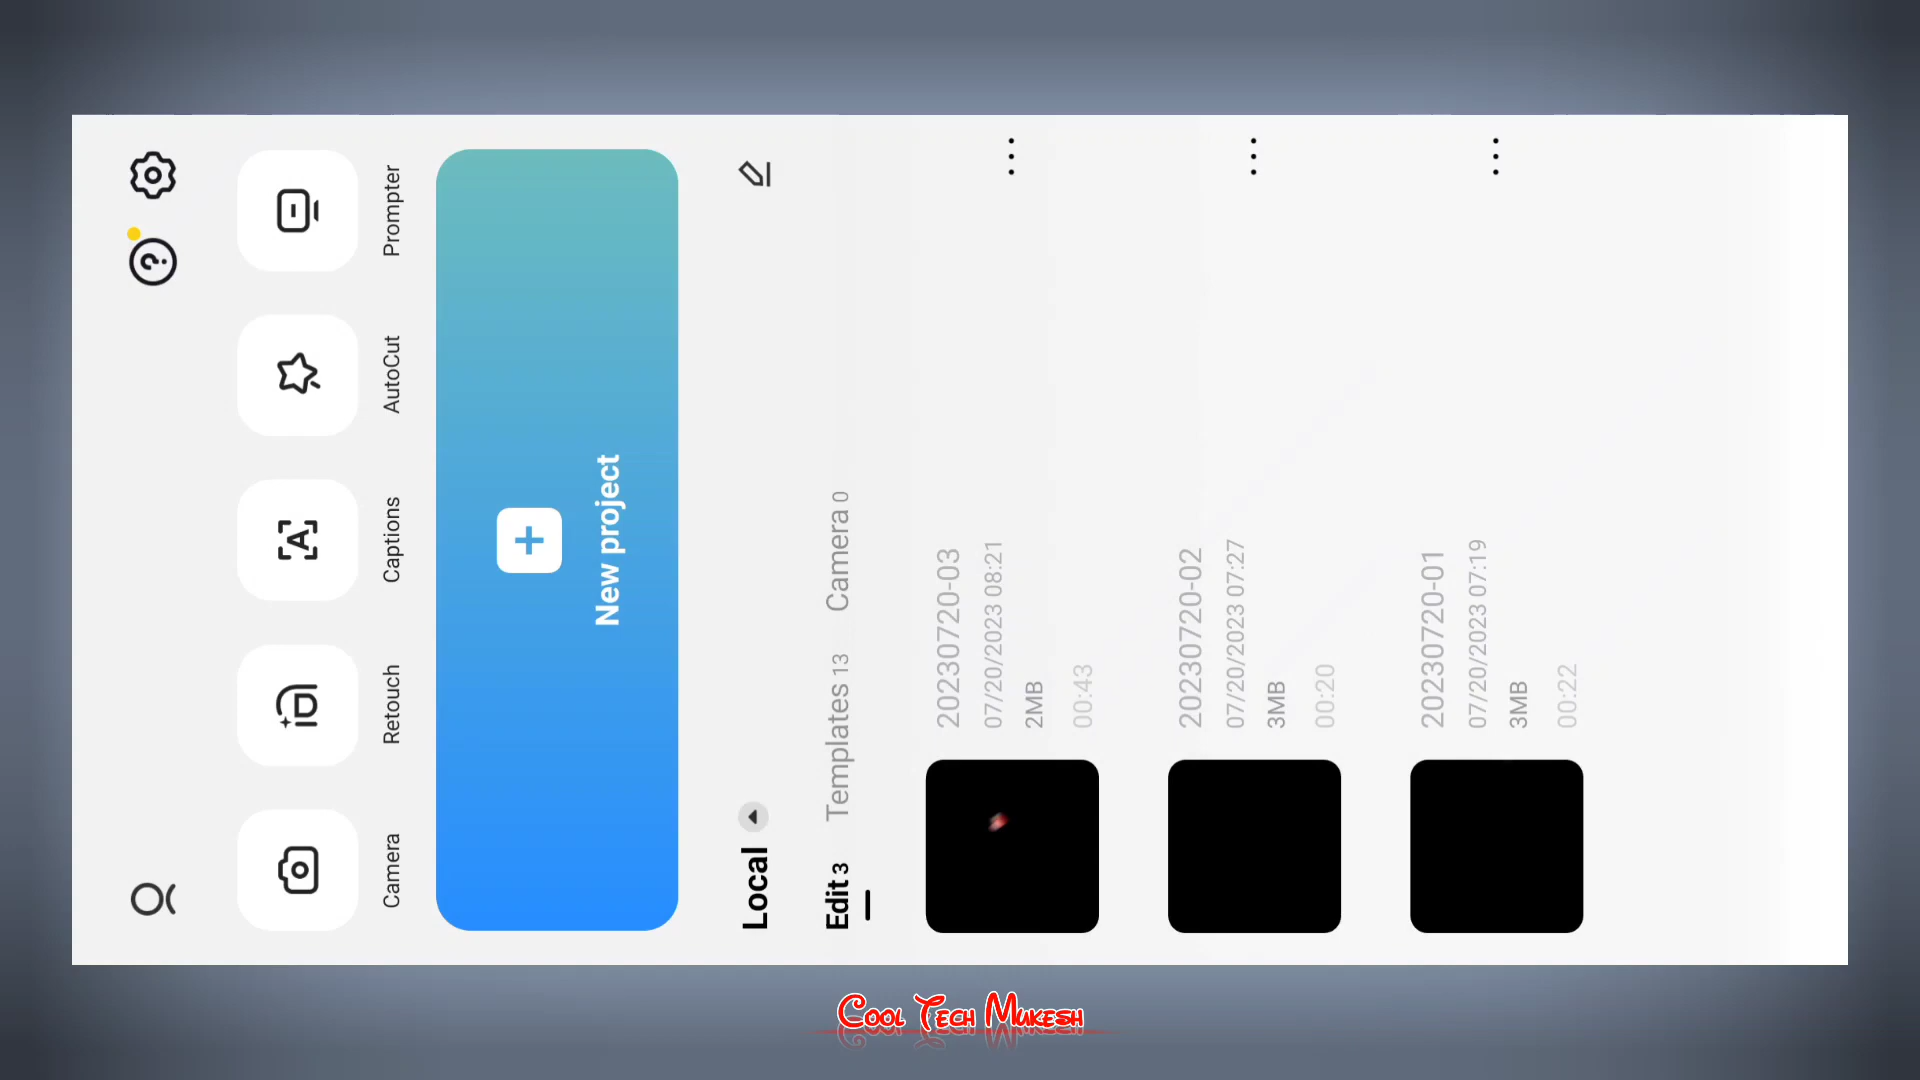 Camera
Retouch
Captions
AutoCut
Prompter
New project
Local
Edit 3 Templates 13 Camera 0
20230720-03
07/20/2023 08:21
2MB
00:43
20230720-02
07/20/2023 07:27
3MB
00:20
20230720-01
07/20/2023 07:19
3MB
00:22
Cool Tech Mukesh